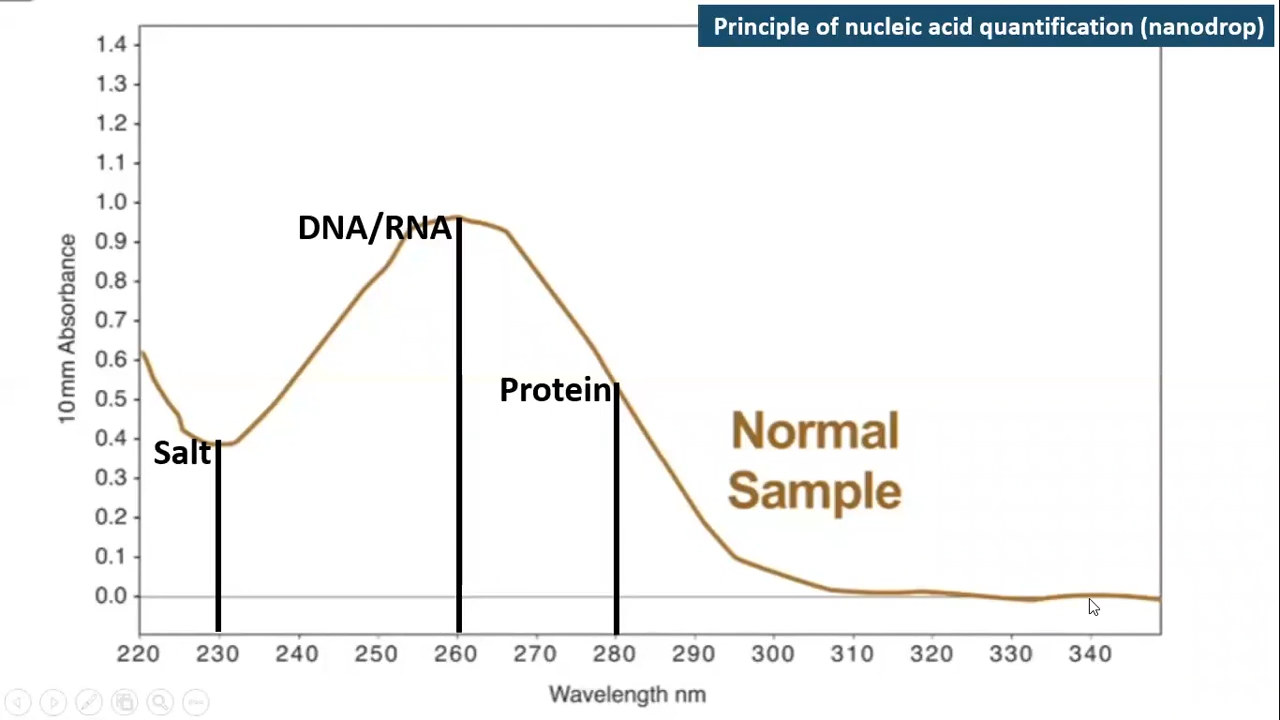 Principle of nucleic acid quantification (nanodrop)
1.4
1.3
1.2
1.1
1.0
0.9
0.8
0.7
0.6
0.5
0.4
0.3
0.2
0.1
0.0
10mm Absorbance
DNA/RNA
Protein
Salt
Normal
Sample
220 230 240 250 260 270 280 290 300 310 320 330 340
Wavelength nm